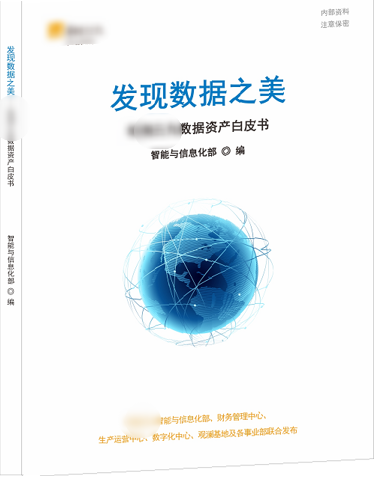 内部资料
注意保密
发现数据之美
数据资产白皮书
智能与信息化部 ◎ 编
智能与信息化部、财务管理中心、
生产运营中心、数字化中心、观澜基地及各事业部联合发布
发现数据之美
数据资产白皮书
智能与信息化部 ◎ 编